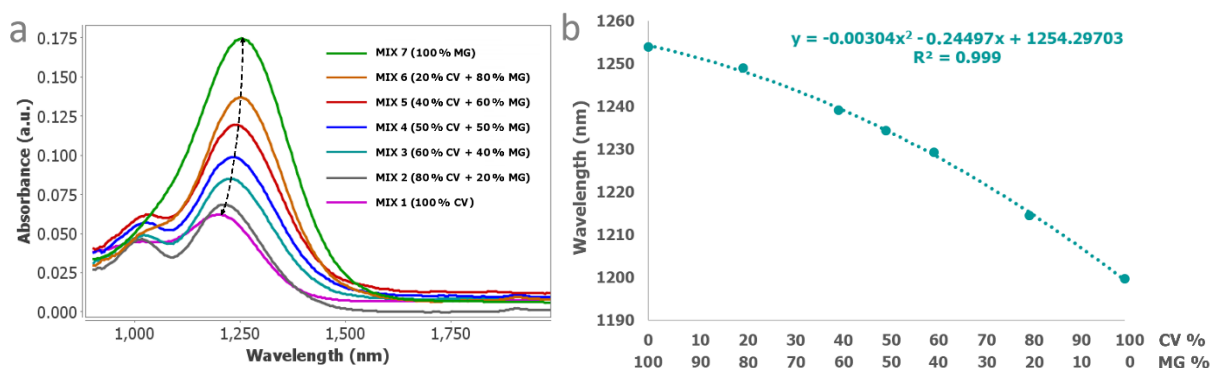 a
0.175
0.150
0.125
0.100
0.075
0.050
0.025
0.000
Absorbance (a.u.)
MIX 7 (100% MG)
MIX 6 (20% CV + 80% MG)
MIX 5 (40% CV + 60% MG)
MIX 4 (50% CV + 50% MG)
MIX 3 (60% CV + 40% MG)
MIX 2 (80% CV + 20% MG)
MIX 1 (100% CV)
1,000 1,250 1,500 1,750
Wavelength (nm)
b
y = -0.00304x² - 0.24497x + 1254.29703
R² = 0.999
1260
1250
1240
1230
1220
1210
1200
1190
Wavelength (nm)
0 10 20 30 40 50 60 70 80 90 100 CV %
100 90 80 70 60 50 40 30 20 10 0 MG %